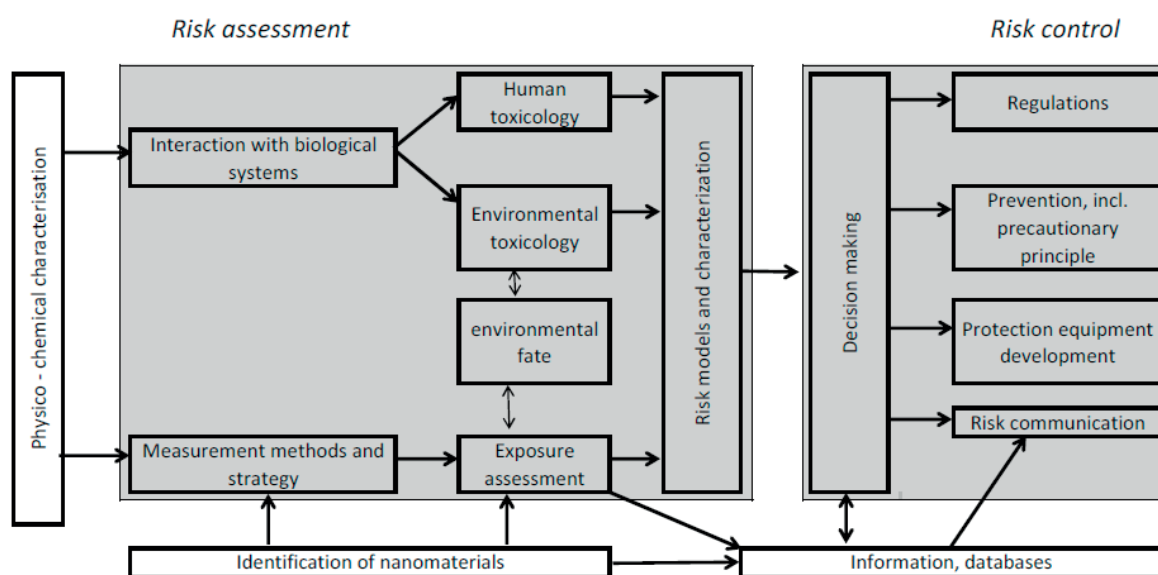 Risk assessment
Risk control
Physico - chemical characterisation
Interaction with biological
systems
Human
toxicology
Environmental
toxicology
environmental
fate
Measurement methods and
strategy
Exposure
assessment
Risk models and characterization
Decision making
Regulations
Prevention, incl.
precautionary
principle
Protection equipment
development
Risk communication
Identification of nanomaterials
Information, databases